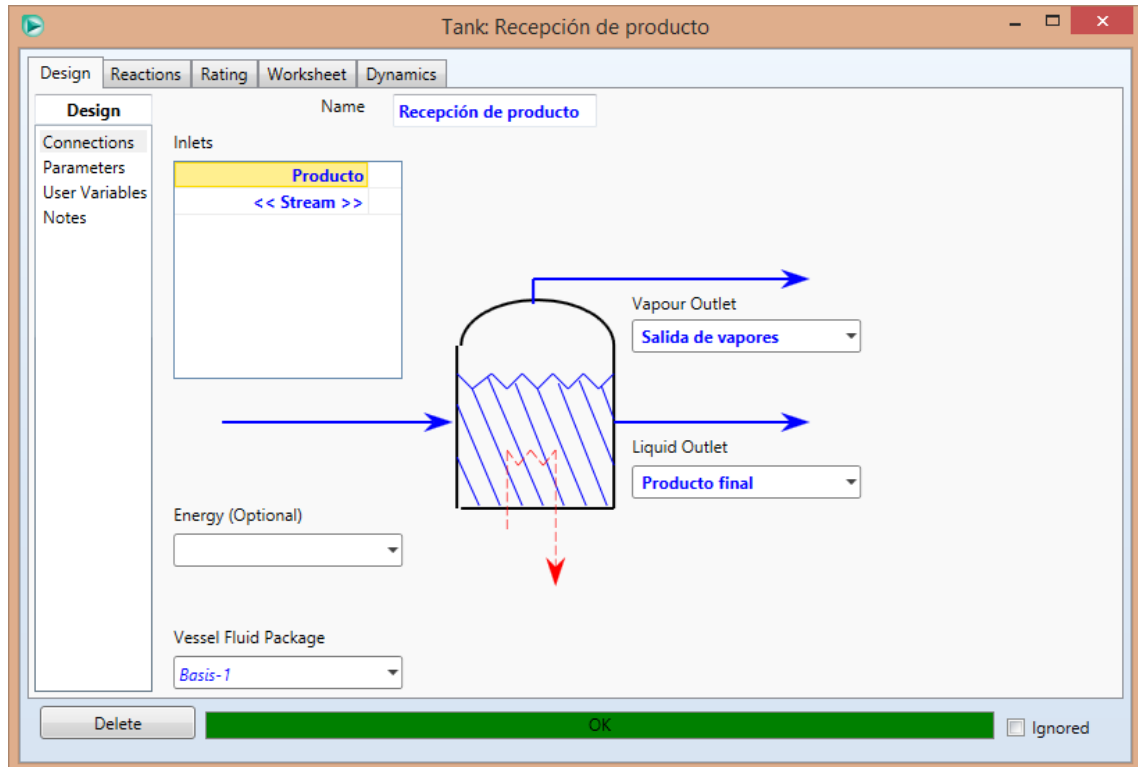 Tank: Recepción de producto
Design Reactions Rating Worksheet Dynamics
Design
Connections
Parameters
User Variables
Notes
Name Recepción de producto
Inlets
Producto
<< Stream >>
Vapour Outlet
Salida de vapores
Liquid Outlet
Producto final
Energy (Optional)
Vessel Fluid Package
Basis-1
Delete OK Ignored